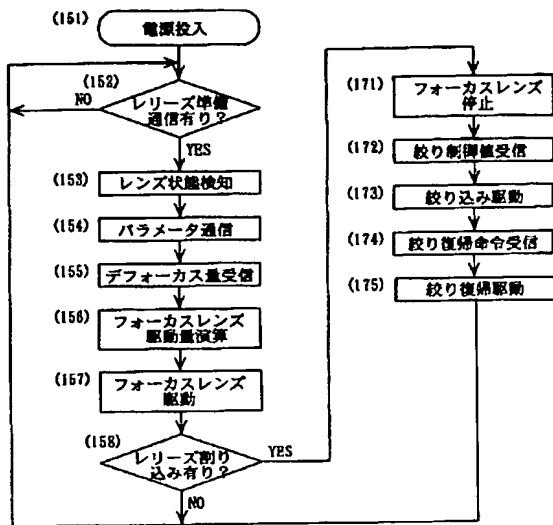 (151)
電源投入
(152)
レリーズ準備
通信有り?
NO
YES
(153)
レンズ状態検知
(154)
パラメータ通信
(155)
デフォーカス量受信
(156)
フォーカスレンズ
駆動量演算
(157)
フォーカスレンズ
駆動
(158)
レリーズ割り
込み有り?
YES
NO
(171)
フォーカスレンズ
停止
(172)
絞り制御値受信
(173)
絞り込み駆動
(174)
絞り復帰命令受信
(175)
絞り復帰駆動